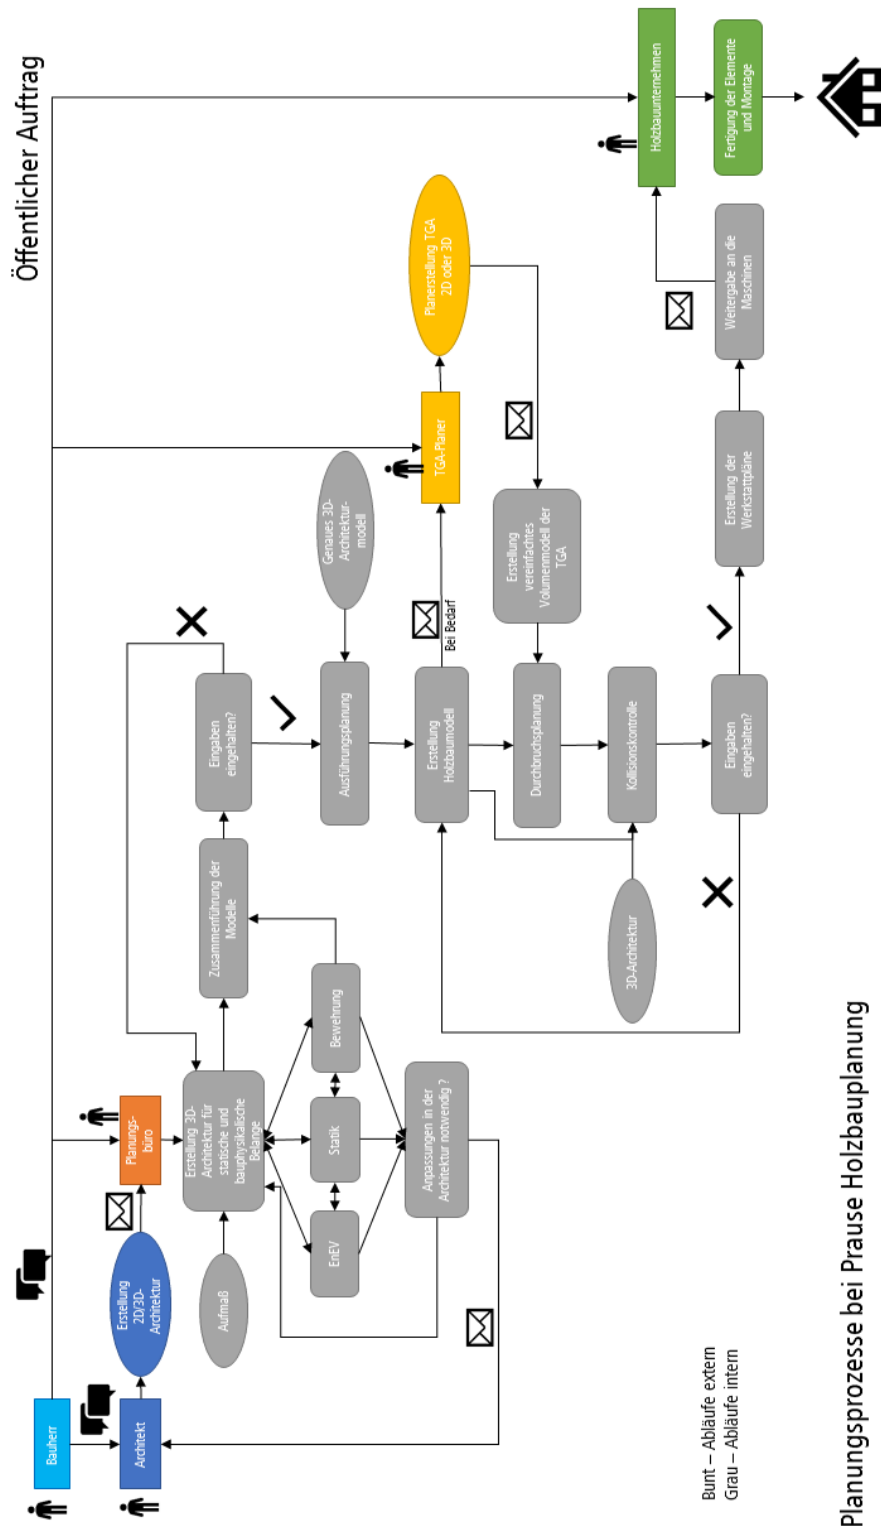 Öffentlicher Auftrag
Bauherr
Architekt
Erstellung
2D/3D-
Architektur
Planungs-
büro
Aufmaß
Erstellung 3D-
Architektur für
statische und
bauphysikalische
Belange
EnEV
Statik
Bewehrung
Anpassungen in der
Architektur notwendig ?
Zusammenführung der
Modelle
Eingaben
eingehalten?
Ausführungsplanung
Genaues 3D-
Architektur-
modell
Erstellung
Holzbaumodell
Bei Bedarf
TGA-Planer
Planerstellung TGA
2D oder 3D
Erstellung
vereinfachtes
Volumenmodell der
TGA
Durchbruchsplanung
Kollisionskontrolle
3D-Architektur
Eingaben
eingehalten?
Erstellung der
Werkstattpläne
Weitergabe an die
Maschinen
Holzbauunternehmen
Fertigung der Elemente
und Montage
Bunt – Abläufe extern
Grau – Abläufe intern
Planungsprozesse bei Prause Holzbauplanung